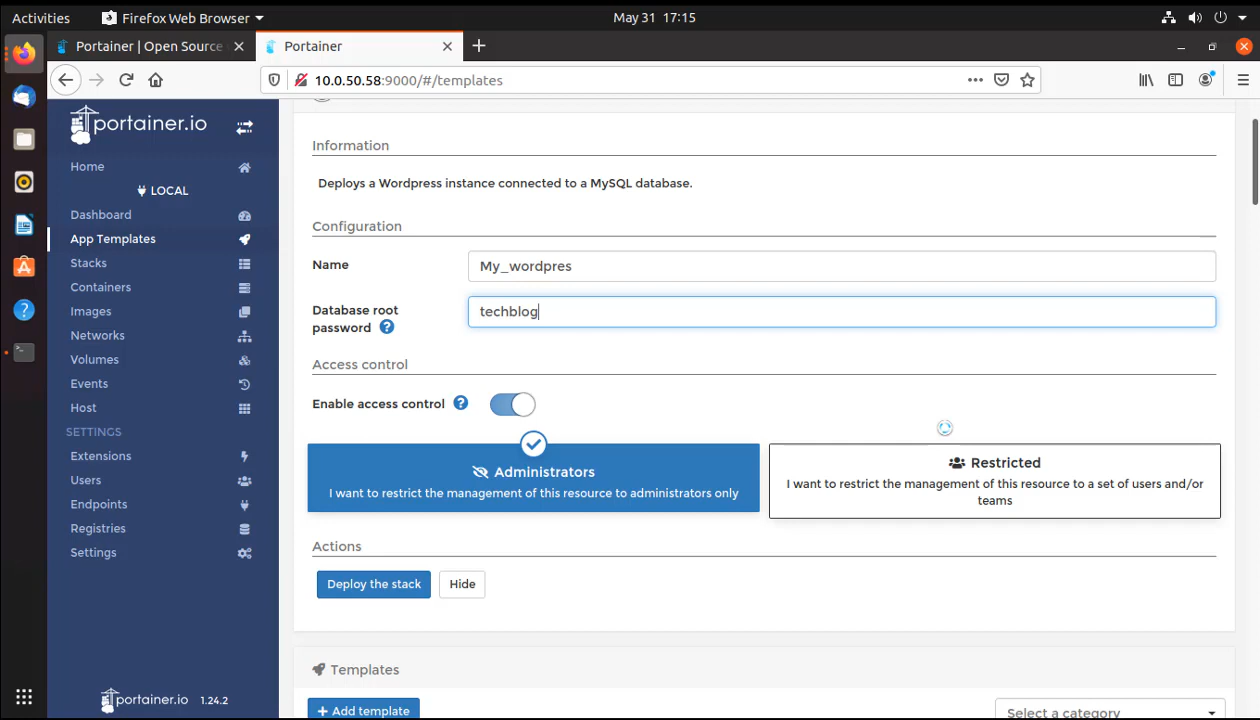 Activities
Firefox Web Browser
May 31 17:15
Portainer | Open Source
Portainer
10.0.50.58:9000/#/templates
portainer.io
Home
LOCAL
Dashboard
App Templates
Stacks
Containers
Images
Networks
Volumes
Events
Host
SETTINGS
Extensions
Users
Endpoints
Registries
Settings
portainer.io 1.24.2
Information
Deploys a Wordpress instance connected to a MySQL database.
Configuration
Name
My_wordpres
Database root
password
techblog
Access control
Enable access control
Administrators
I want to restrict the management of this resource to administrators only
Restricted
I want to restrict the management of this resource to a set of users and/or
teams
Actions
Deploy the stack
Hide
Templates
+ Add template
Select a category